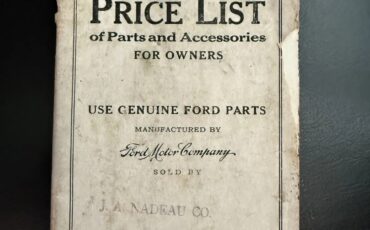 PRICE LIST
of Parts and Accessories
FOR OWNERS
USE GENUINE FORD PARTS
MANUFACTURED BY
Ford Motor Company
SOLD BY
J. A. NADEAU CO.